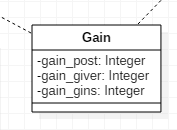 Gain
-gain_post: Integer
-gain_giver: Integer
-gain_gins: Integer